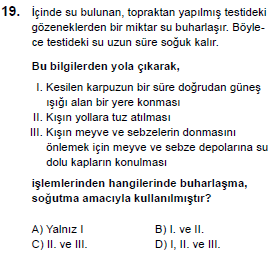 19. İçinde su bulunan, topraktan yapılmış testideki
gözeneklerden bir miktar su buharlaşır. Böyle-
ce testideki su uzun süre soğuk kalır.
Bu bilgilerden yola çıkarak,
I. Kesilen karpuzun bir süre doğrudan güneş
ışığı alan bir yere konması
II. Kışın yollara tuz atılması
III. Kışın meyve ve sebzelerin donmasını
önlemek için meyve ve sebze depolarına su
dolu kapların konulması
işlemlerinden hangilerinde buharlaşma,
soğutma amacıyla kullanılmıştır?
A) Yalnız I B) I. ve II.
C) II. ve III. D) I, II. ve III.